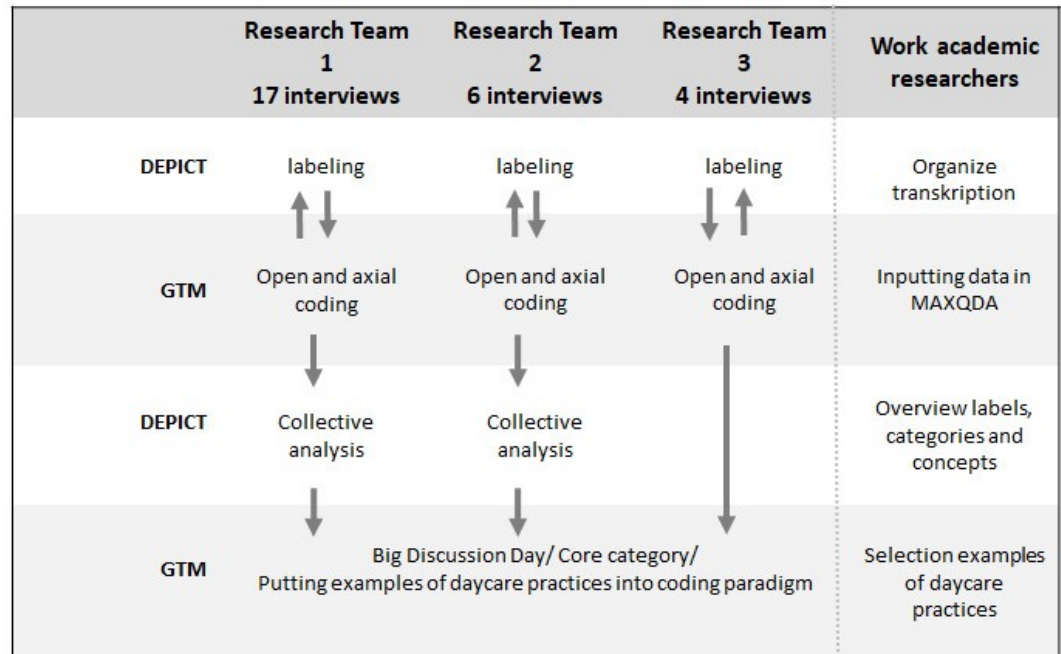 Research Team
1
17 interviews
Research Team
2
6 interviews
Research Team
3
4 interviews
Work academic
researchers
DEPICT
labeling
labeling
labeling
Organize
transkription
GTM
Open and axial
coding
Open and axial
coding
Open and axial
coding
Inputting data in
MAXQDA
DEPICT
Collective
analysis
Collective
analysis
Overview labels,
categories and
concepts
GTM
Big Discussion Day/ Core category/
Putting examples of daycare practices into coding paradigm
Selection examples
of daycare
practices